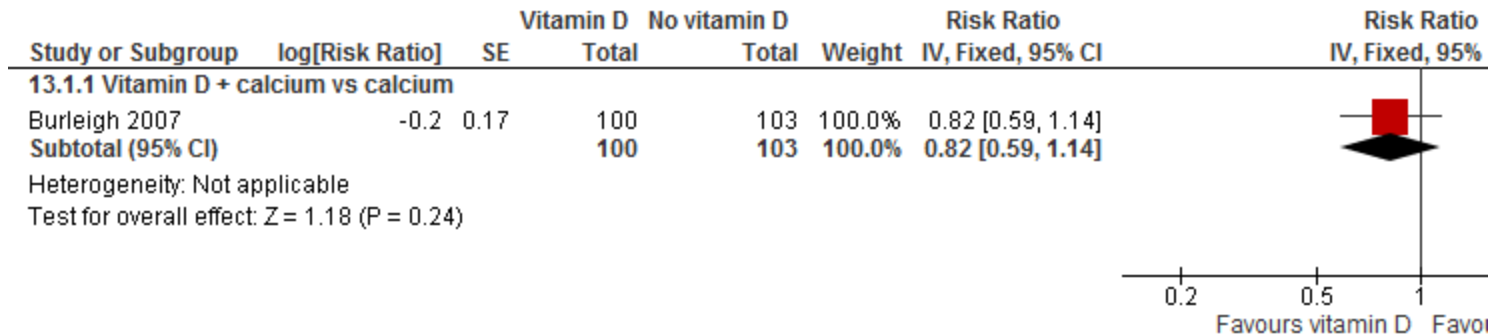 Vitamin D No vitamin D Risk Ratio Risk Ratio
Study or Subgroup log[Risk Ratio] SE Total Total Weight IV, Fixed, 95% CI IV, Fixed, 95%
13.1.1 Vitamin D + calcium vs calcium
Burleigh 2007 -0.2 0.17 100 103 100.0% 0.82 [0.59, 1.14]
Subtotal (95% CI) 100 103 100.0% 0.82 [0.59, 1.14]
Heterogeneity: Not applicable
Test for overall effect: Z = 1.18 (P = 0.24)
0.2 0.5 1
Favours vitamin D